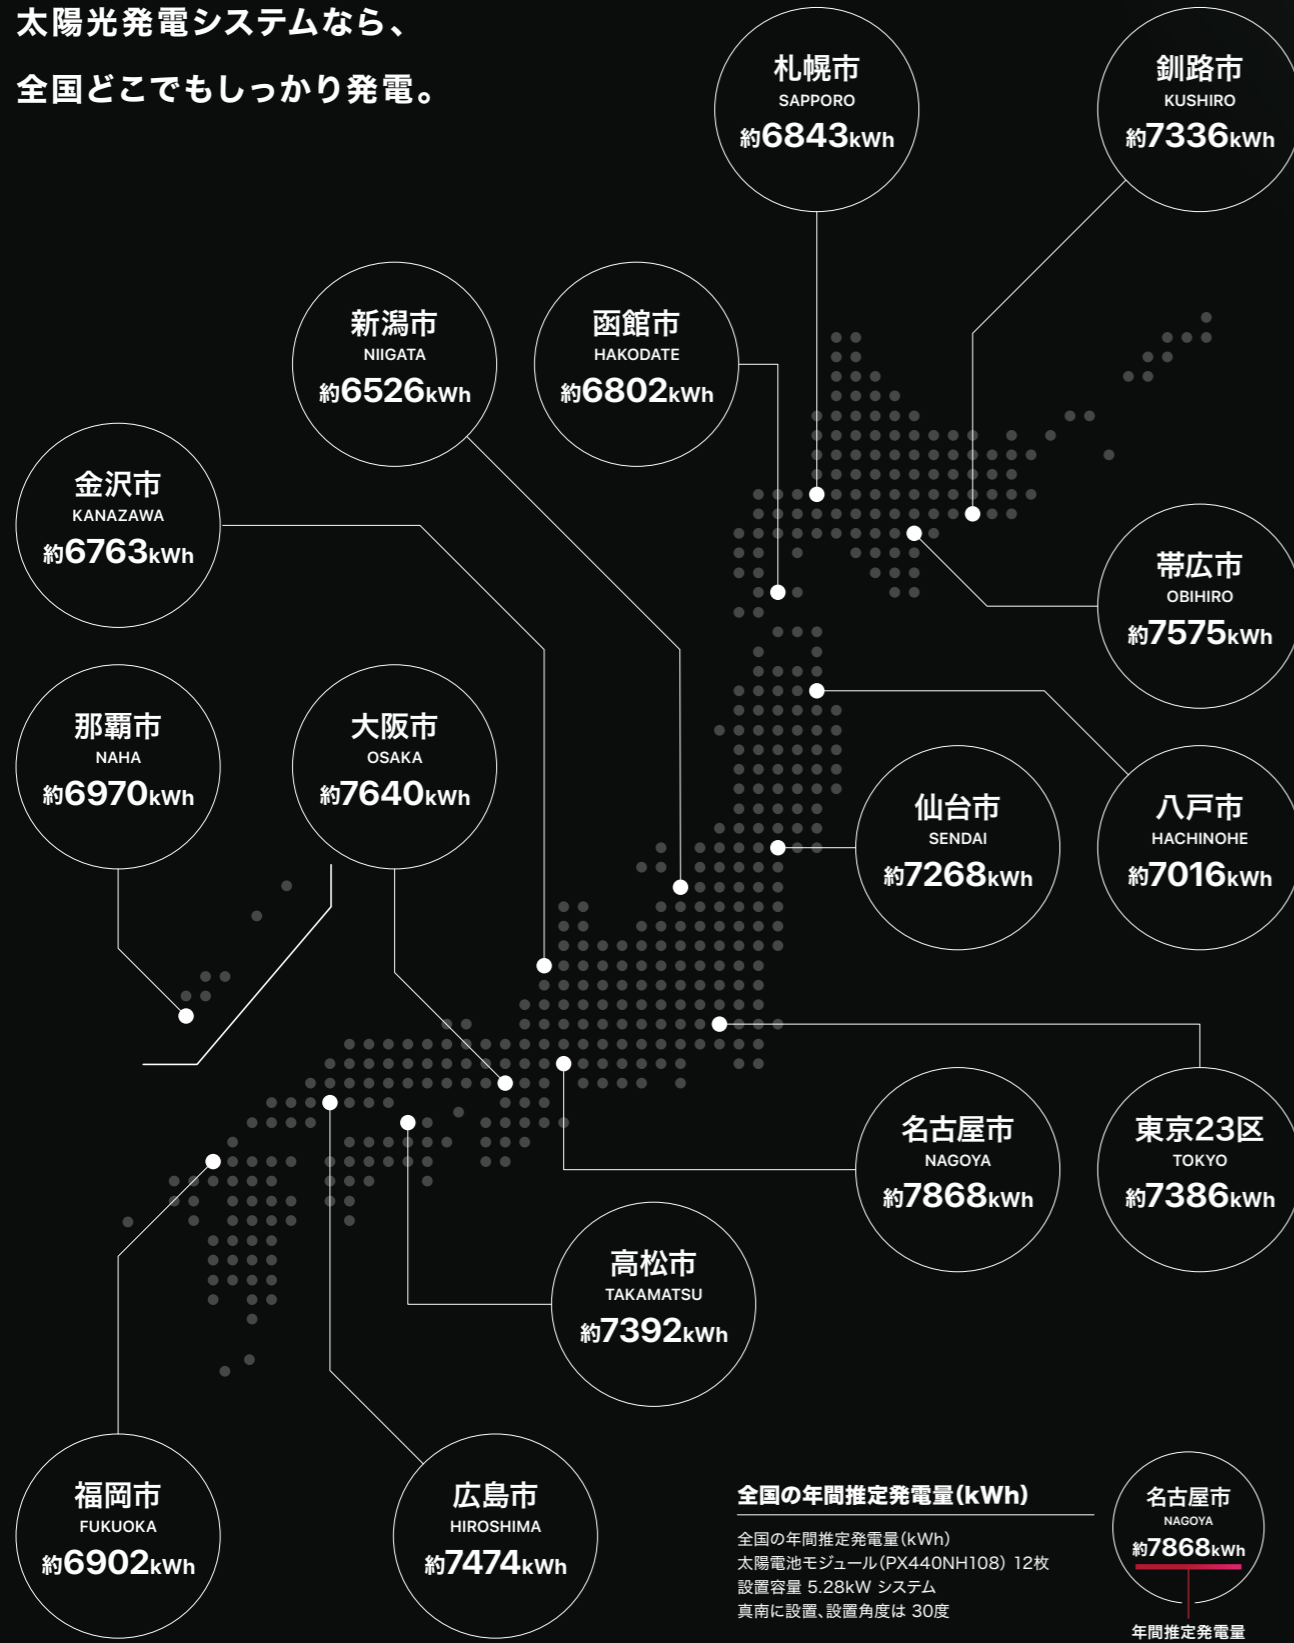 太陽光発電システムなら、
全国どこでもしっかり発電。
札幌市
SAPPORO
約6843kWh
釧路市
KUSHIRO
約7336kWh
新潟市
NIIGATA
約6526kWh
函館市
HAKODATE
約6802kWh
金沢市
KANAZAWA
約6763kWh
帯広市
OBIHIRO
約7575kWh
那覇市
NAHA
約6970kWh
大阪市
OSAKA
約7640kWh
仙台市
SENDAI
約7268kWh
八戸市
HACHINOHE
約7016kWh
名古屋市
NAGOYA
約7868kWh
東京23区
TOKYO
約7386kWh
高松市
TAKAMATSU
約7392kWh
福岡市
FUKUOKA
約6902kWh
広島市
HIROSHIMA
約7474kWh
全国の年間推定発電量(kWh)
全国の年間推定発電量(kWh)
太陽電池モジュール(PX440NH108) 12枚
設置容量 5.28kW システム
真南に設置、設置角度は 30度
名古屋市
NAGOYA
約7868kWh
年間推定発電量